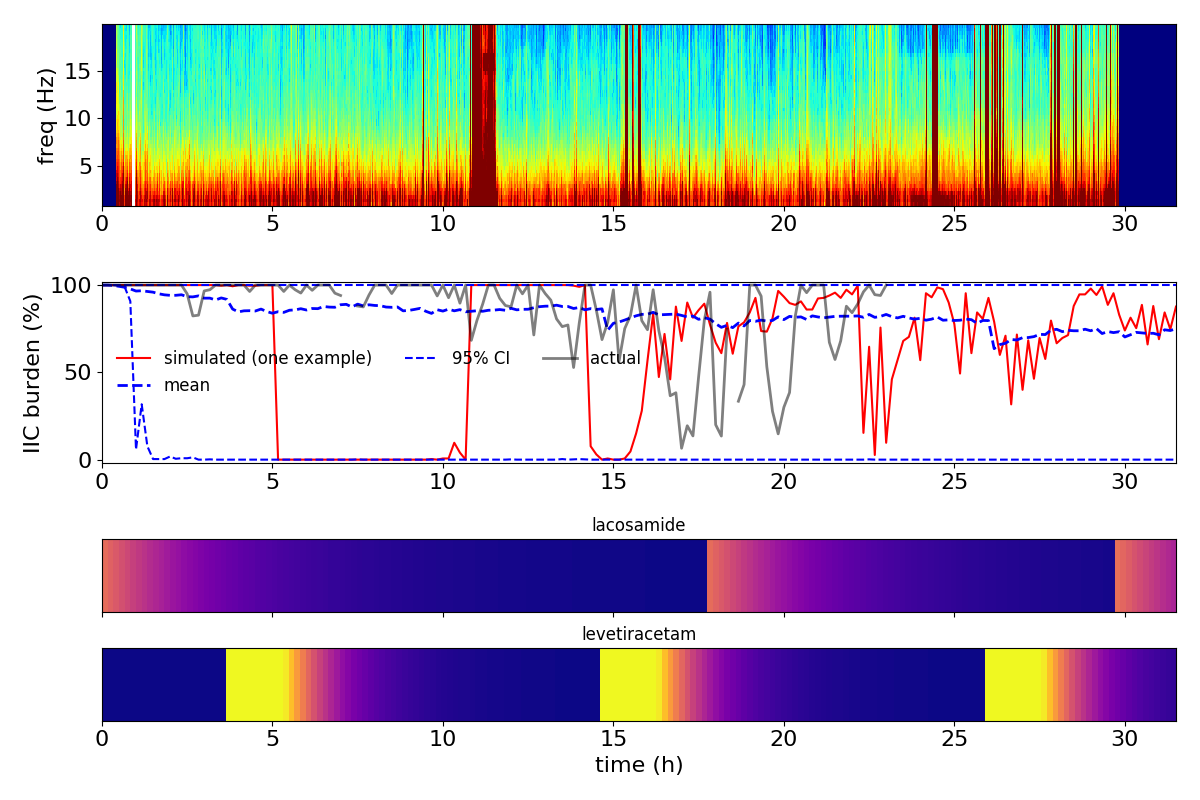 freq (Hz)
15
10
5
0 5 10 15 20 25 30
IIC burden (%)
100
50
0
simulated (one example) 95% CI actual
mean
0 5 10 15 20 25 30
lacosamide
levetiracetam
0 5 10 15 20 25 30
time (h)